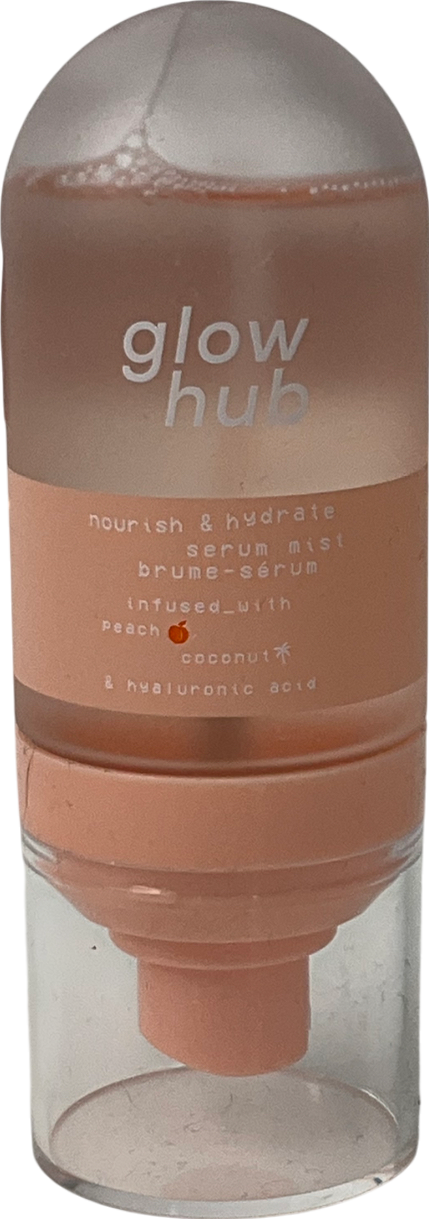 glow
hub
nourish & hydrate
serum mist
brume-sérum
infused_with
peach
coconut
& hyaluronic acid